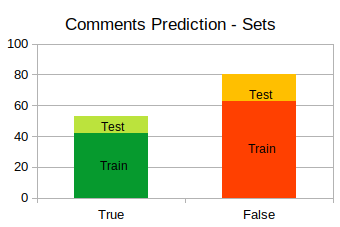 Comments Prediction - Sets
100
80
60
40
20
0
Test
Train
Test
Train
True
False